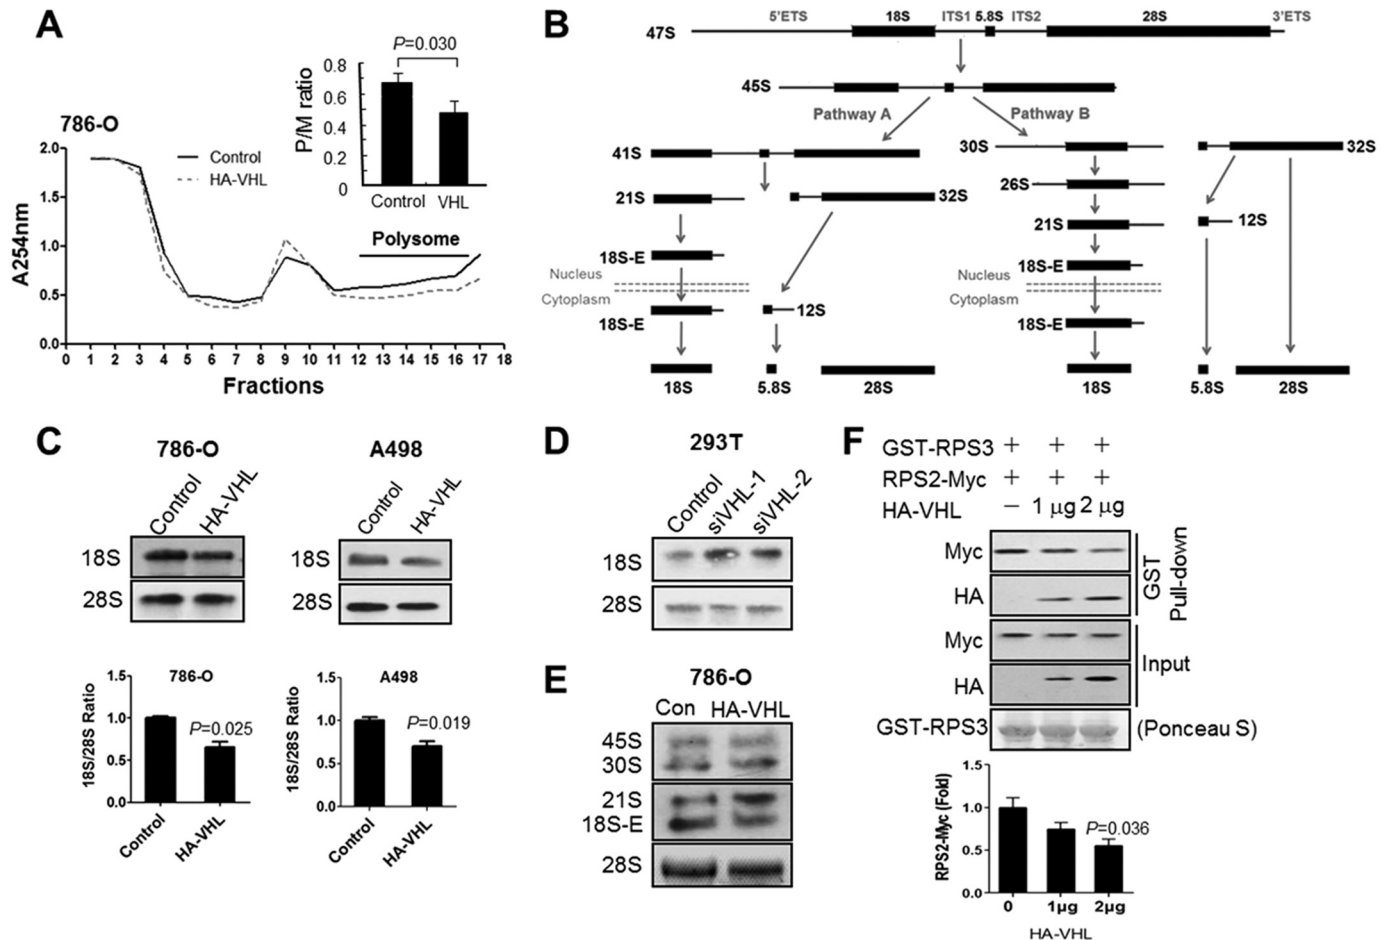 A
786-O
2.0
1.5
1.0
0.5
0.0
A254nm
Control
HA-VHL
0 1 2 3 4 5 6 7 8 9 10 11 12 13 14 15 16 17 18
Fractions
Polysome
P=0.030
P/M ratio
0.8
0.6
0.4
0.2
0
Control VHL
B
5'ETS 18S ITS1 5.8S ITS2 28S 3'ETS
47S
45S
Pathway A Pathway B
41S
21S 32S
18S-E
Nucleus
Cytoplasm
18S-E 12S
18S 5.8S 28S
30S 32S
26S
21S 12S
18S-E
Nucleus
Cytoplasm
18S-E
18S 5.8S 28S
C
786-O
Control HA-VHL
18S
28S
A498
Control HA-VHL
18S
28S
786-O
18S/28S Ratio
1.5
1.0
0.5
0.0
P=0.025
Control HA-VHL
A498
18S/28S Ratio
1.5
1.0
0.5
0.0
P=0.019
Control HA-VHL
D
293T
Control siVHL-1 siVHL-2
18S
28S
E
786-O
Con HA-VHL
45S
30S
21S
18S-E
28S
F
GST-RPS3 + + +
RPS2-Myc + + +
HA-VHL − 1 μg 2 μg
Myc
HA
GST
Pull-down
Myc
HA
Input
GST-RPS3 (Ponceau S)
RPS2-Myc (Fold)
1.5
1.0
0.5
0.0
P=0.036
0 1μg 2μg
HA-VHL